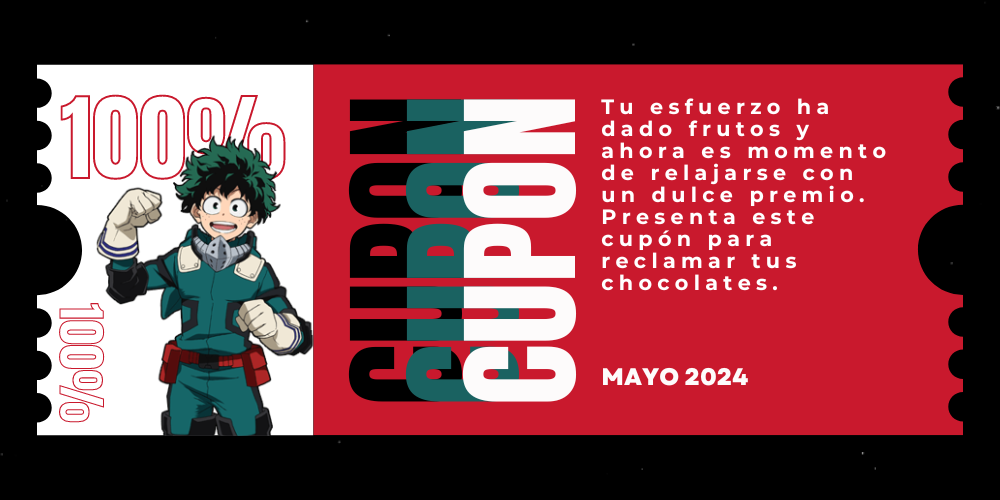 100%
100%
CUPON
CUPON
CUPON
Tu esfuerzo ha
dado frutos y
ahora es momento
de relajarse con
un dulce premio.
Presenta este
cupón para
reclamar tus
chocolates.
MAYO 2024